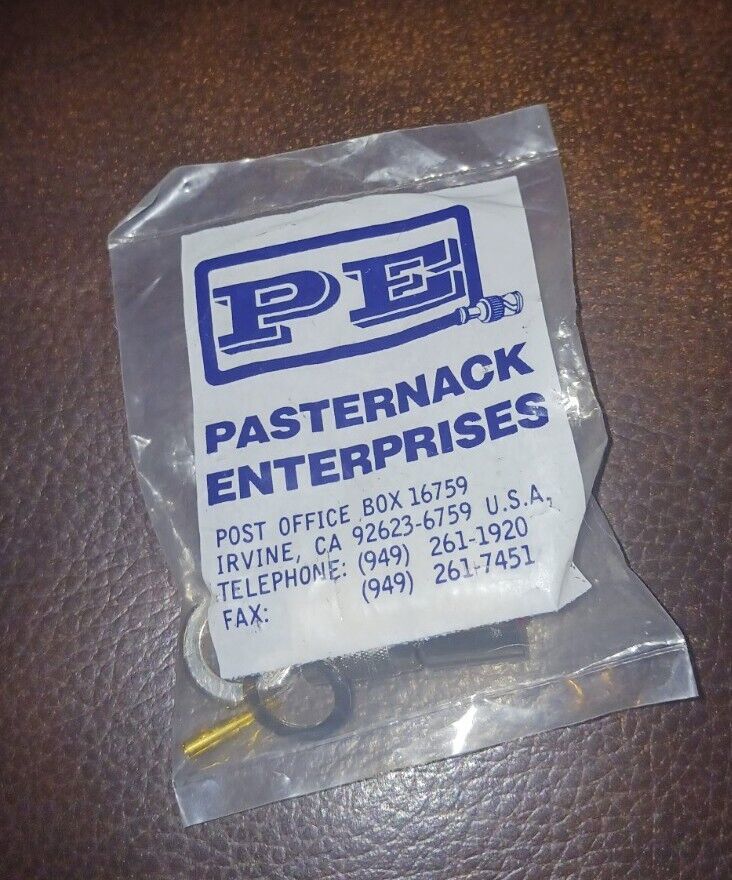 PE
PASTERNACK
ENTERPRISES
POST OFFICE BOX 16759
IRVINE, CA 92623-6759 U.S.A,
TELEPHONE: (949) 261-1920
FAX: (949) 261-7451